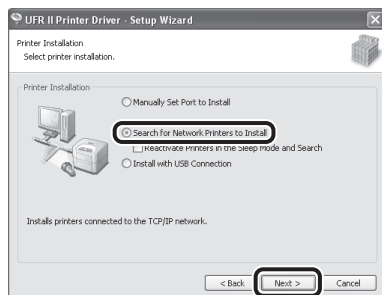 UFR II Printer Driver - Setup Wizard
Printer Installation
Select printer installation.
Printer Installation
Manually Set Port to Install
Search for Network Printers to Install
Reactivate Printers in the Sleep Mode and Search
Install with USB Connection
Installs printers connected to the TCP/IP network.
< Back
Next >
Cancel